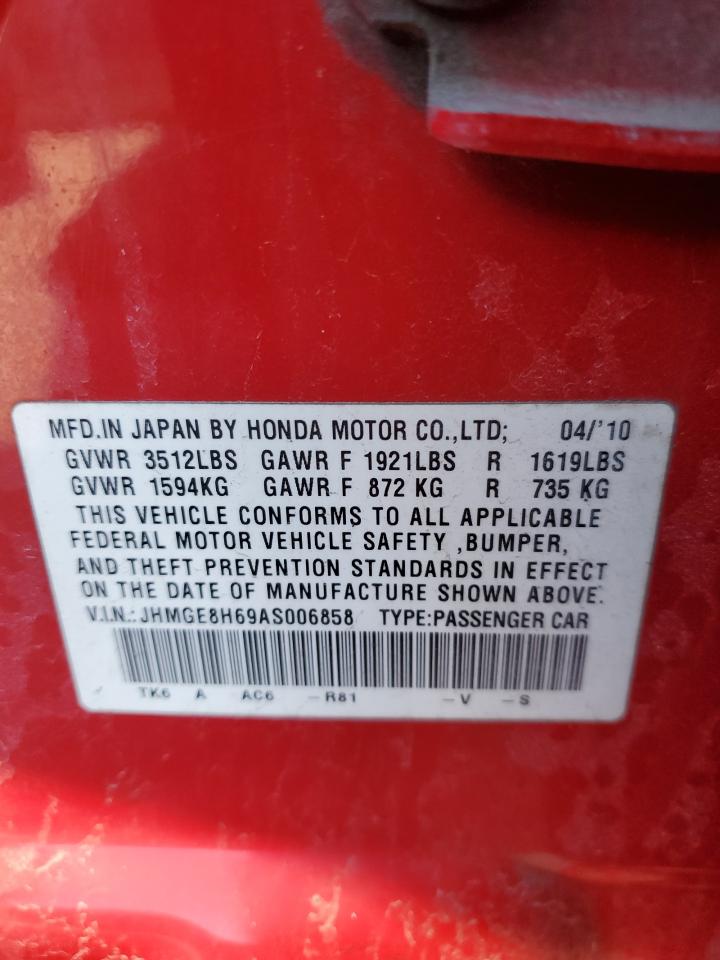 MFD.IN JAPAN BY HONDA MOTOR CO.,LTD; 04/'10
GVWR 3512LBS GAWR F 1921LBS R 1619LBS
GVWR 1594KG GAWR F 872 KG R 735 KG
THIS VEHICLE CONFORMS TO ALL APPLICABLE
FEDERAL MOTOR VEHICLE SAFETY ,BUMPER,
AND THEFT PREVENTION STANDARDS IN EFFECT
ON THE DATE OF MANUFACTURE SHOWN ABOVE.
V.I.N.: JHMGE8H69AS006858 TYPE:PASSENGER CAR
TK6 A AC6 –R81 –V –S